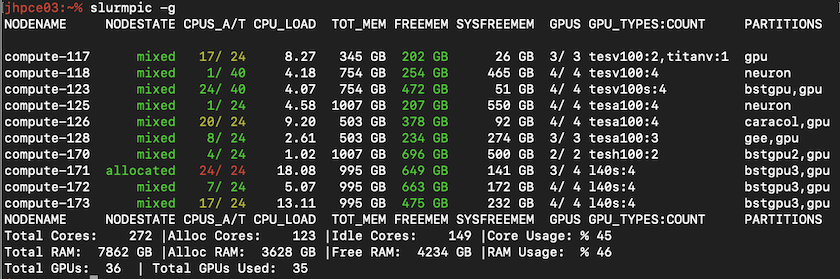 jhpce03:~% slurmpic -g
NODENAME NODESTATE CPUS_A/T CPU_LOAD TOT_MEM FREEMEM SYSFREEMEM GPUS GPU_TYPES:COUNT PARTITIONS
compute-117 mixed 17/ 24 8.27 345 GB 202 GB 26 GB 3/ 3 tesv100:2,titanv:1 gpu
compute-118 mixed 1/ 40 4.18 754 GB 254 GB 465 GB 4/ 4 tesv100:4 neuron
compute-123 mixed 24/ 40 4.07 754 GB 472 GB 51 GB 4/ 4 tesv100s:4 bstgpu,gpu
compute-125 mixed 1/ 24 4.58 1007 GB 207 GB 550 GB 4/ 4 tesa100:4 neuron
compute-126 mixed 20/ 24 9.20 503 GB 378 GB 92 GB 4/ 4 tesa100:4 caracol,gpu
compute-128 mixed 8/ 24 2.61 503 GB 234 GB 274 GB 3/ 3 tesa100:3 gee,gpu
compute-170 mixed 4/ 24 1.02 1007 GB 696 GB 500 GB 2/ 2 tesh100:2 bstgpu2,gpu
compute-171 allocated 24/ 24 18.08 995 GB 649 GB 141 GB 3/ 4 l40s:4 bstgpu3,gpu
compute-172 mixed 7/ 24 5.07 995 GB 663 GB 172 GB 4/ 4 l40s:4 bstgpu3,gpu
compute-173 mixed 17/ 24 13.11 995 GB 475 GB 232 GB 4/ 4 l40s:4 bstgpu3,gpu
NODENAME NODESTATE CPUS_A/T CPU_LOAD TOT_MEM FREEMEM SYSFREEMEM GPUS GPU_TYPES:COUNT PARTITIONS
Total Cores: 272 |Alloc Cores: 123 |Idle Cores: 149 |Core Usage: % 45
Total RAM: 7862 GB |Alloc RAM: 3628 GB |Free RAM: 4234 GB |RAM Usage: % 46
Total GPUs: 36 | Total GPUs Used: 35